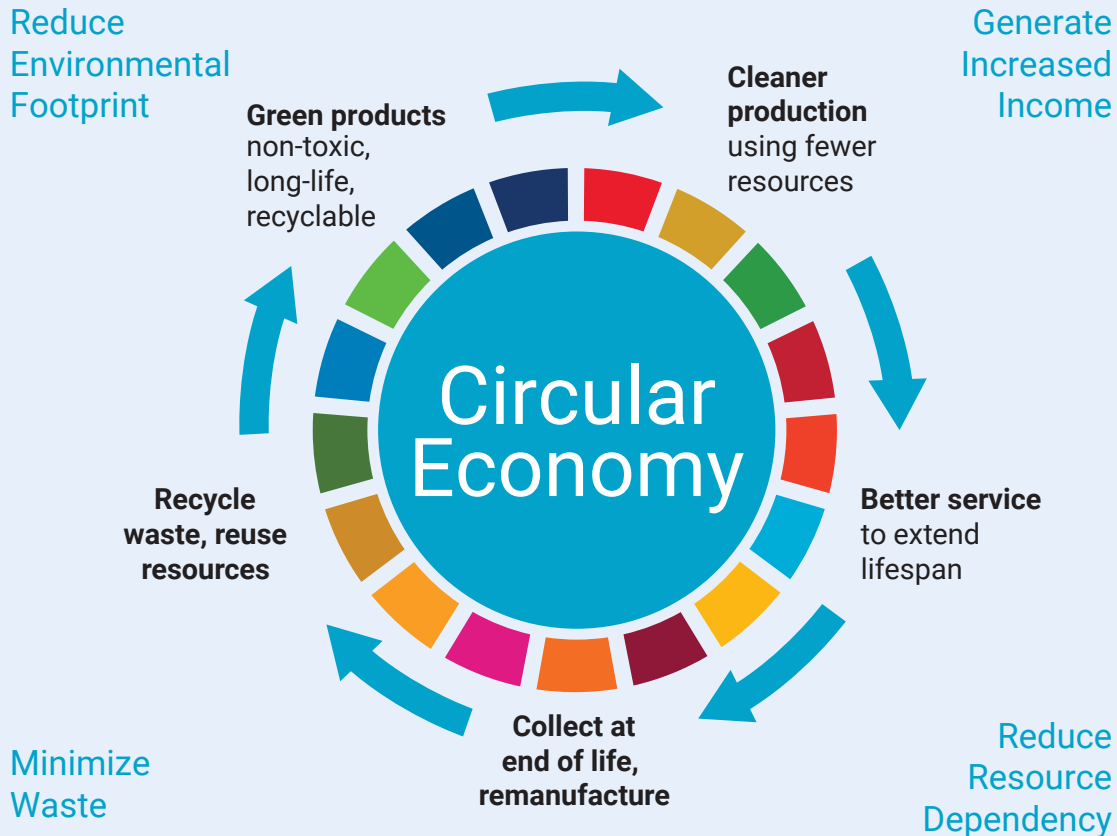 Reduce
Environmental
Footprint
Generate
Increased
Income
Green products
non-toxic,
long-life,
recyclable
Cleaner
production
using fewer
resources
Circular
Economy
Recycle
waste, reuse
resources
Better service
to extend
lifespan
Collect at
end of life,
remanufacture
Minimize
Waste
Reduce
Resource
Dependency